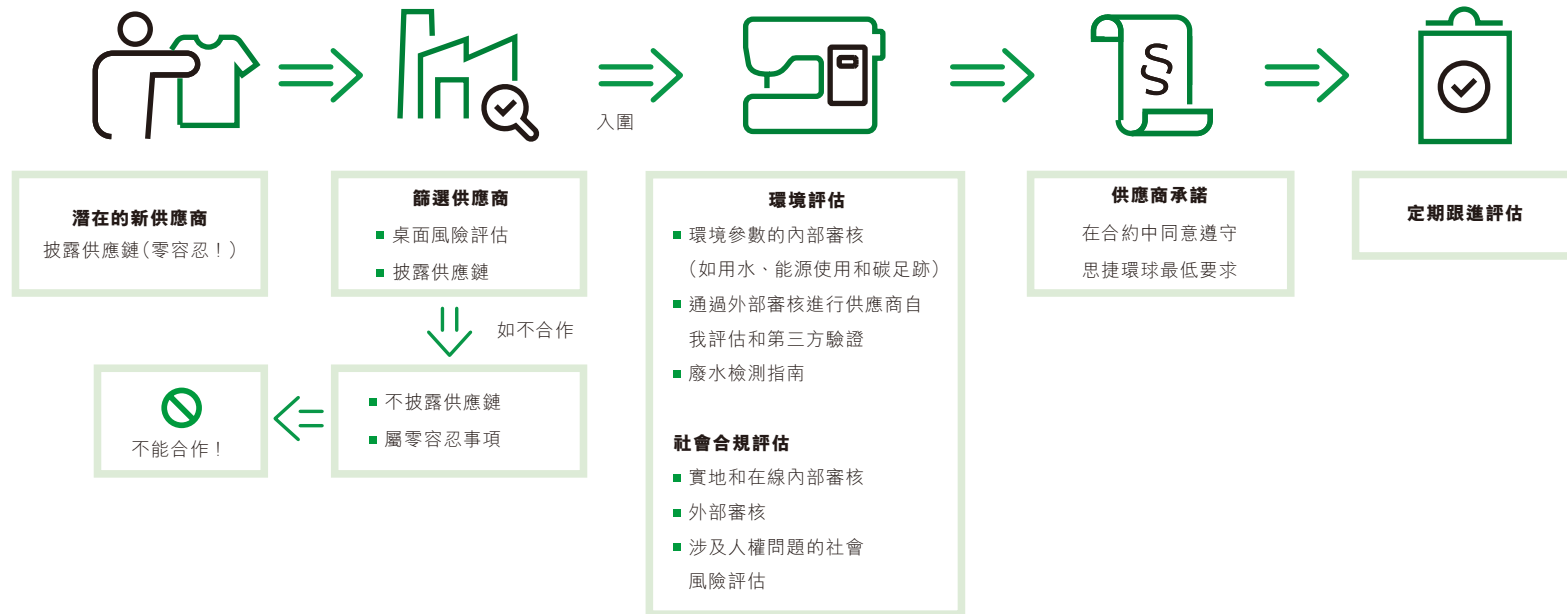 §
入圍
潛在的新供應商
披露供應鏈(零容忍！)
篩選供應商
桌面風險評估
披露供應鏈
如不合作
不披露供應鏈
屬零容忍事項
不能合作！
環境評估
環境參數的內部審核
(如用水、能源使用和碳足跡)
通過外部審核進行供應商自
我評估和第三方驗證
廢水檢測指南
社會合規評估
實地和在線內部審核
外部審核
涉及人權問題的社會
風險評估
供應商承諾
在合約中同意遵守
思捷環球最低要求
定期跟進評估